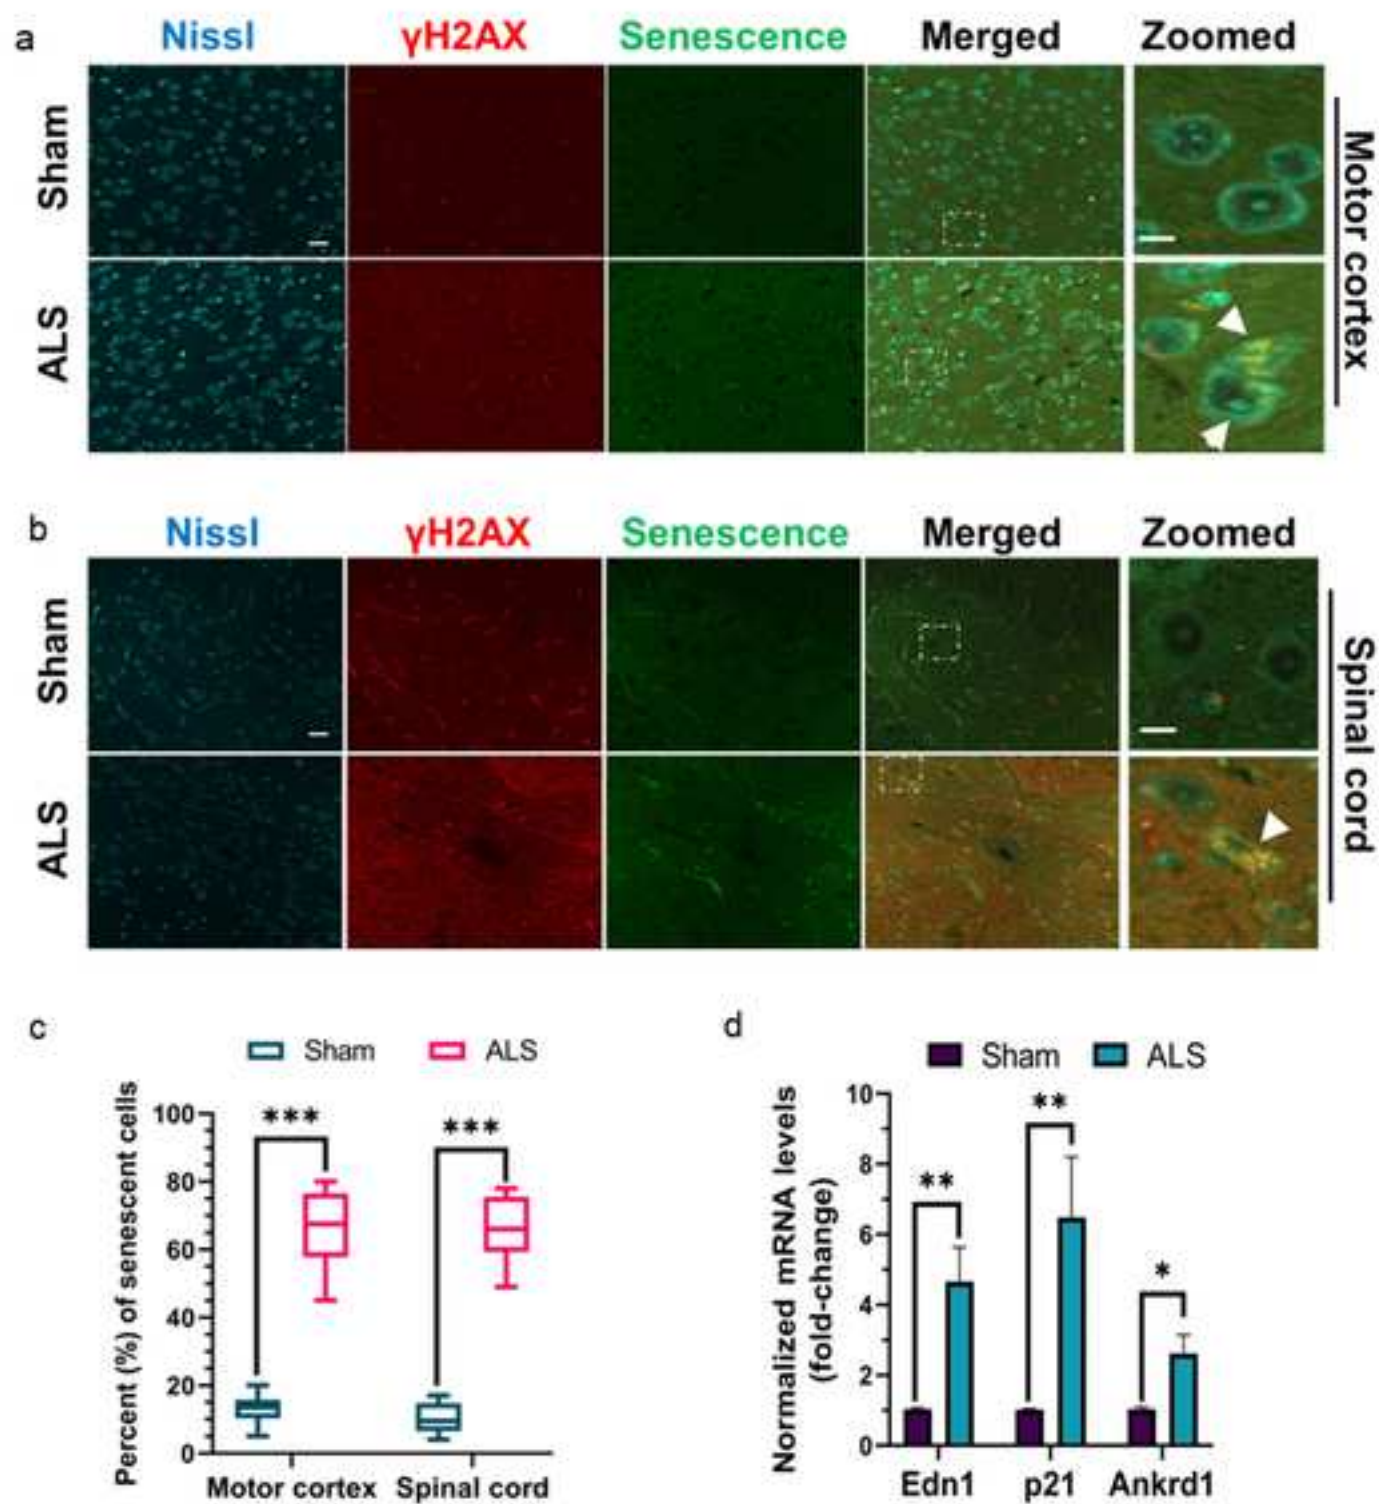 a
Nissl γH2AX Senescence Merged Zoomed
Sham
ALS
Motor cortex
b
Nissl γH2AX Senescence Merged Zoomed
Sham
ALS
Spinal cord
c
Sham ALS
Percent (%) of senescent cells
100
80
60
40
20
0
*** ***
Motor cortex Spinal cord
d
Sham ALS
Normalized mRNA levels
(fold-change)
10
8
6
4
2
0
** ** *
Edn1 p21 Ankrd1